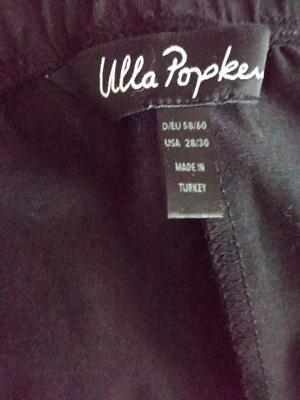 Ulla Popken
D/EU 58/60
USA 28/30
MADE IN
TURKEY